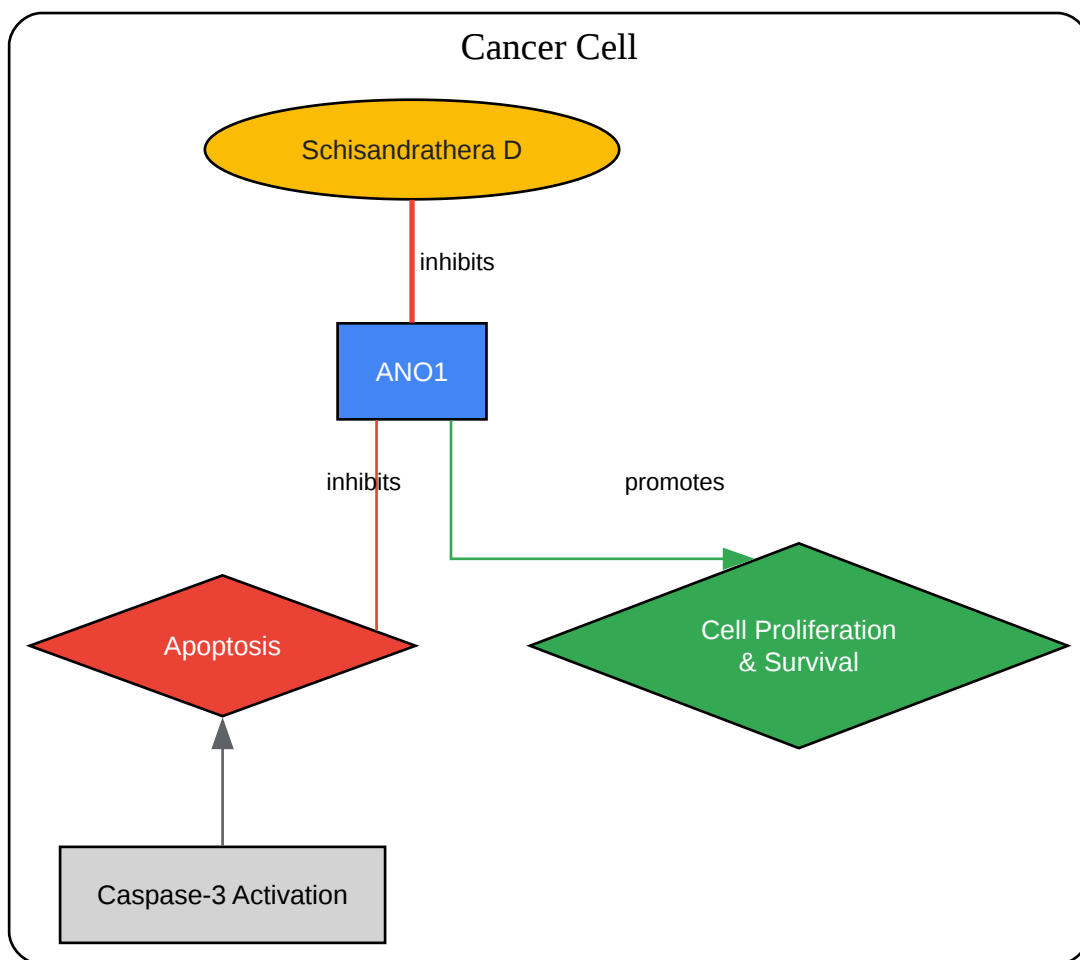 Cancer Cell
Schisandrathera D
inhibits
ANO1
inhibits
promotes
Apoptosis
Cell Proliferation
& Survival
Caspase-3 Activation